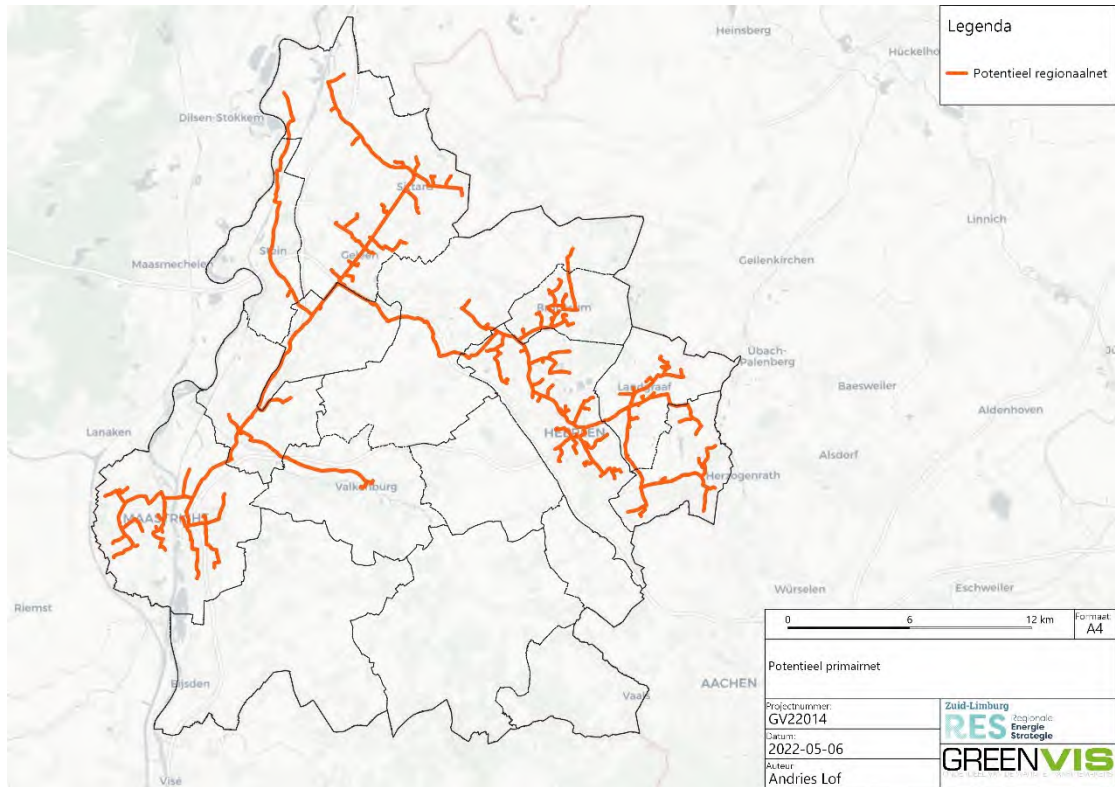 Legenda
Potentieel regionaalnet
Heinsberg
Hückelho
Dilsen-Stokkem
Sittard
Linnich
Maasmechelen
Stein
Geleen
Geilenkirchen
Brunssum
Übach-
Palenberg
Landgraaf
Baesweiler
Aldenhoven
Lanaken
HEERLEN
Alsdorf
Herzogenrath
Valkenburg
MAASTRICHT
Riemst
Würselen
Eschweiler
Eijsden
Vaals
AACHEN
Visé
0 6 12 km
Formaat:
A4
Potentieel primairnet
Projectnummer:
GV22014
Datum:
2022-05-06
Auteur
Andries Lof
Zuid-Limburg
RES Regionale
Energie
Strategie
GREENVIS